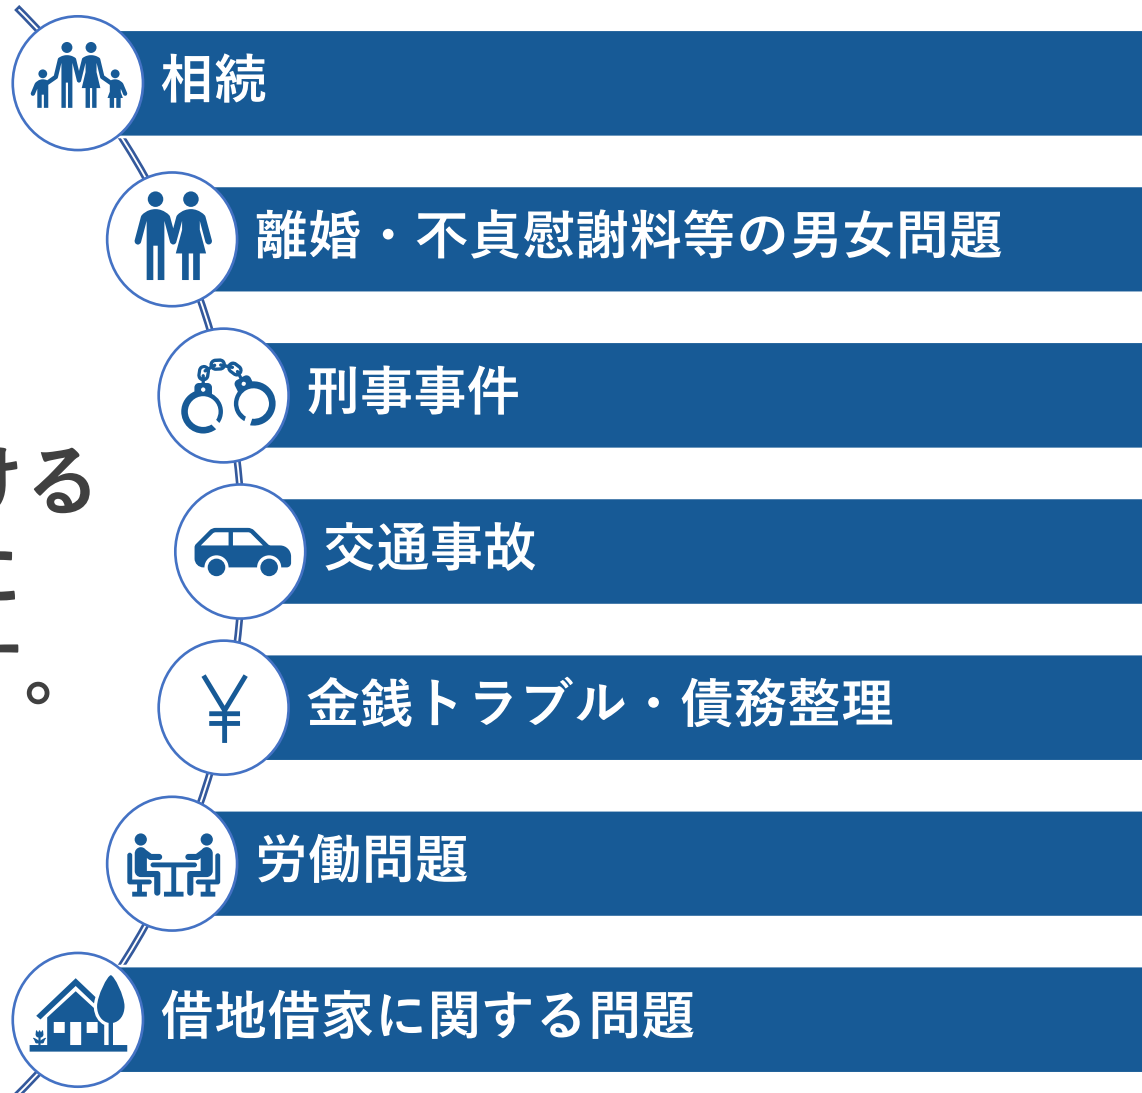 相続
離婚・不貞慰謝料等の男女問題
刑事事件
ける
交通事故
金銭トラブル・債務整理
。
労働問題
借地借家に関する問題